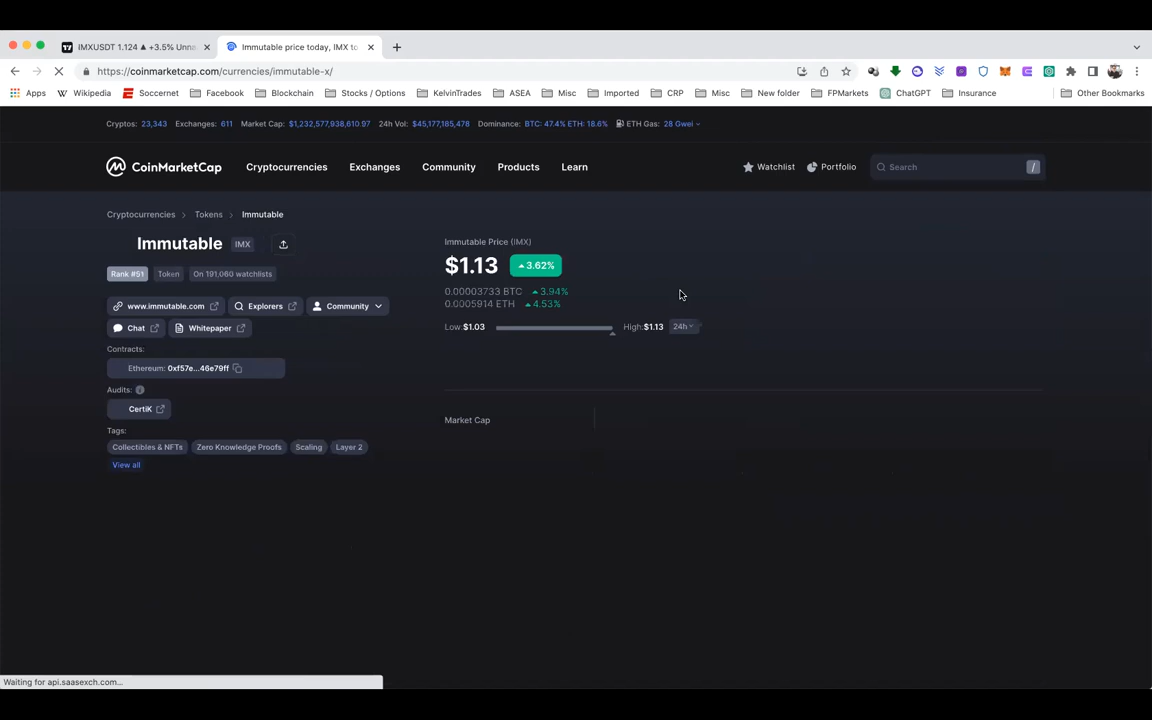 IMXUSDT 1.124 ▲ +3.5% Unna
Immutable price today, IMX to
https://coinmarketcap.com/currencies/immutable-x/
Apps
Wikipedia
Soccernet
Facebook
Blockchain
Stocks / Options
KelvinTrades
ASEA
Misc
Imported
CRP
Misc
New folder
FPMarkets
ChatGPT
Insurance
Other Bookmarks
Cryptos: 23,343 Exchanges: 611 Market Cap: $1,232,577,938,610.97 24h Vol: $45,177,185,478 Dominance: BTC: 47.4% ETH: 18.6% ETH Gas: 28 Gwei
CoinMarketCap
Cryptocurrencies
Exchanges
Community
Products
Learn
Watchlist
Portfolio
Search
/
Cryptocurrencies > Tokens > Immutable
Immutable IMX
Rank #51
Token
On 191,060 watchlists
www.immutable.com
Explorers
Community
Chat
Whitepaper
Contracts:
Ethereum: 0xf57e...46e79ff
Audits:
CertiK
Tags:
Collectibles & NFTs
Zero Knowledge Proofs
Scaling
Layer 2
View all
Immutable Price (IMX)
$1.13 3.62%
0.00003733 BTC 3.94%
0.0005914 ETH 4.53%
Low: $1.03
High: $1.13
24h
Market Cap
Waiting for api.saasexch.com...